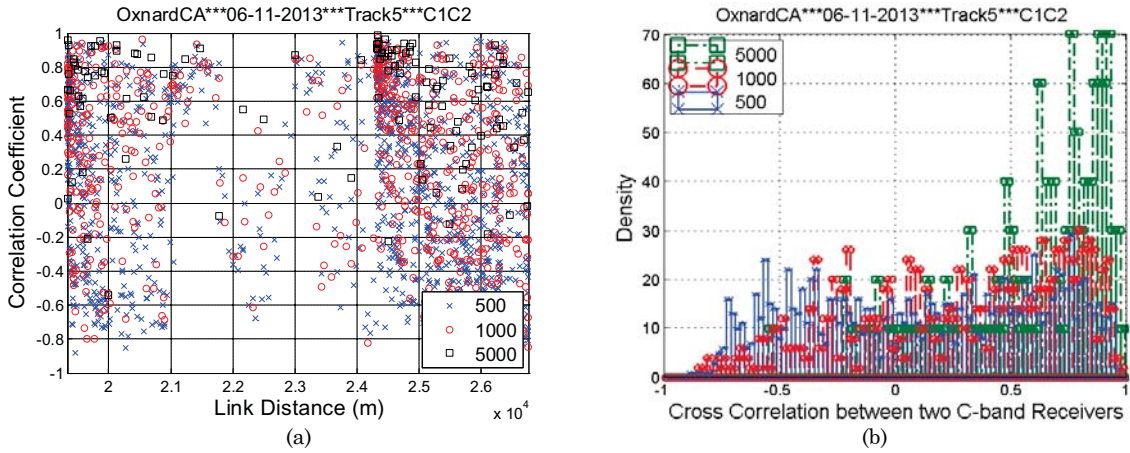 OxnardCA***06-11-2013***Track5***C1C2
1
0.8
0.6
0.4
0.2
0
-0.2
-0.4
-0.6
-0.8
-1
Correlation Coefficient
500
1000
5000
2 2.1 2.2 2.3 2.4 2.5 2.6
Link Distance (m)
x 10^4
(a)
OxnardCA***06-11-2013***Track5***C1C2
70
60
50
40
30
20
10
0
Density
5000
1000
500
-1 -0.5 0 0.5 1
Cross Correlation between two C-band Receivers
(b)